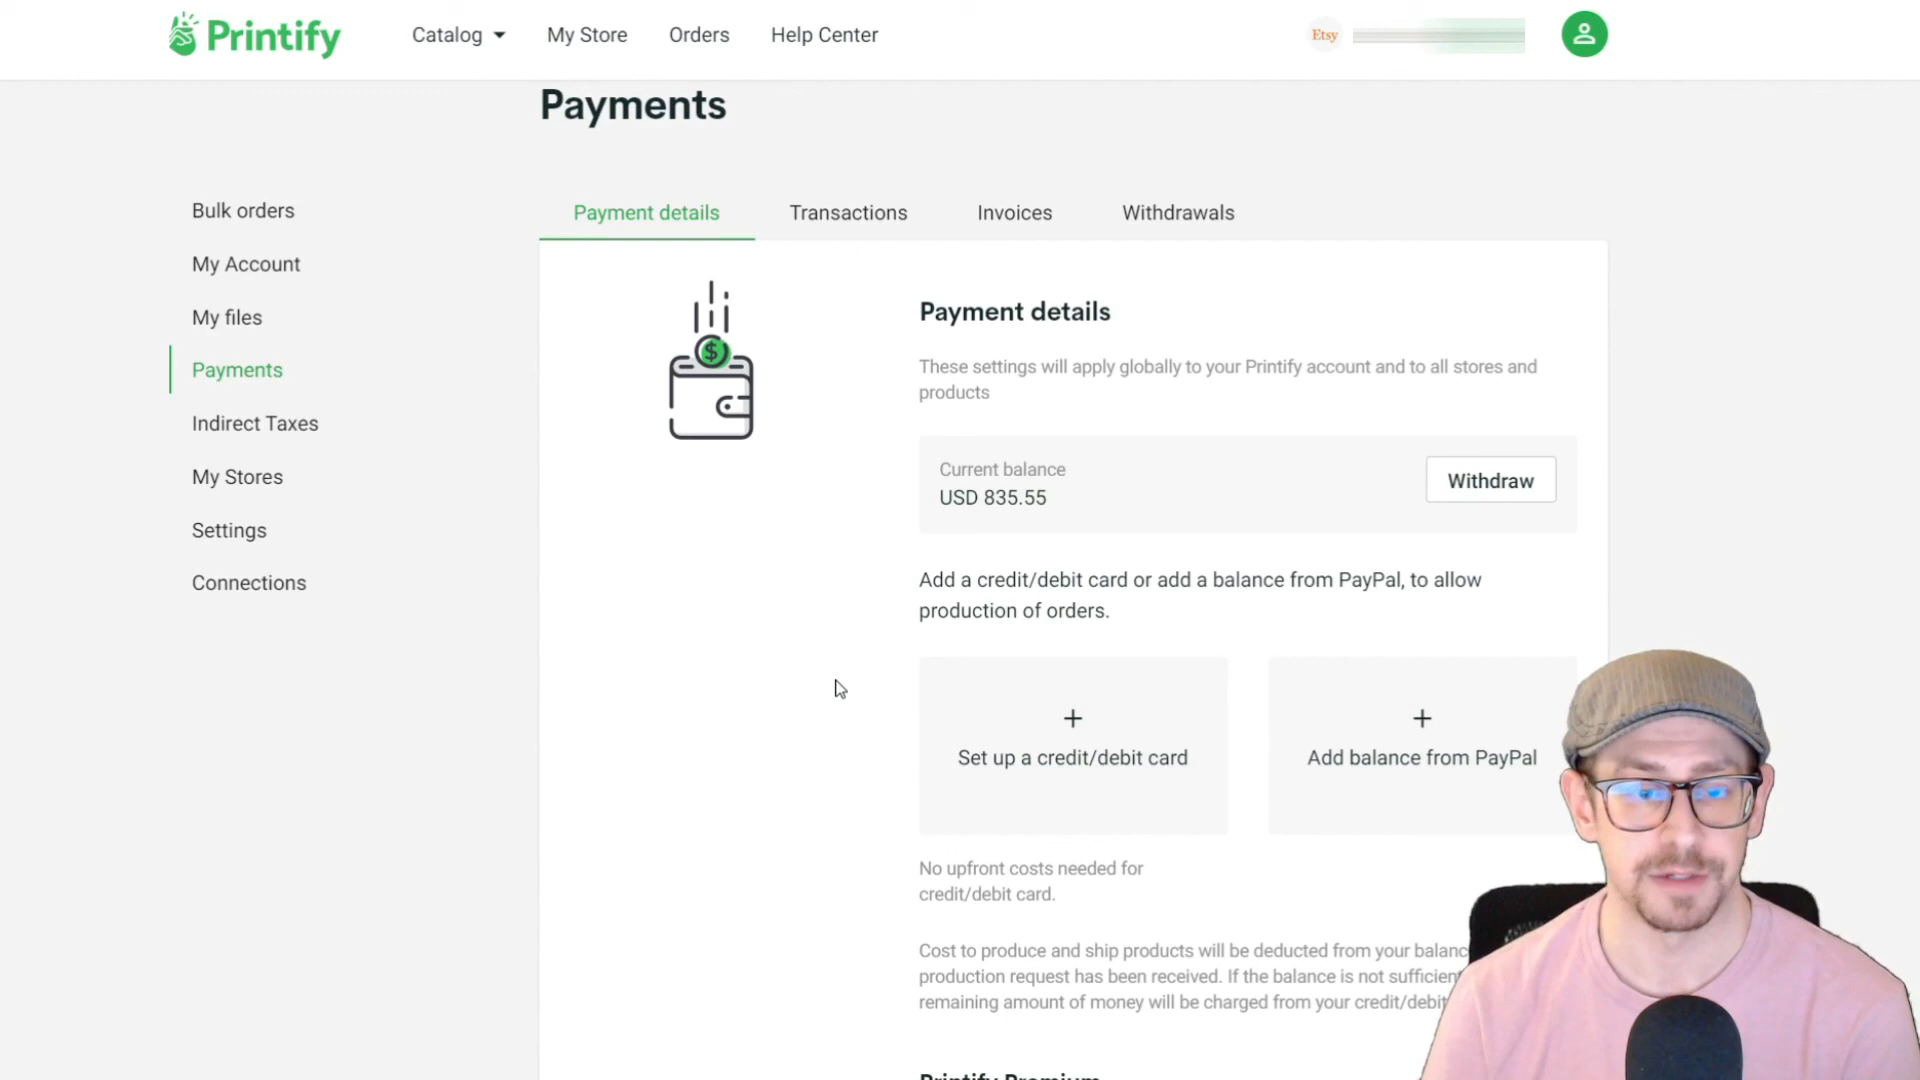 Printify
Catalog
My Store
Orders
Help Center
Etsy
Payments
Bulk orders
My Account
My files
Payments
Indirect Taxes
My Stores
Settings
Connections
Payment details
Transactions
Invoices
Withdrawals
$
Payment details
These settings will apply globally to your Printify account and to all stores and
products
Current balance
USD 835.55
Withdraw
Add a credit/debit card or add a balance from PayPal, to allow
production of orders.
+
Set up a credit/debit card
+
Add balance from PayPal
No upfront costs needed for
credit/debit card.
Cost to produce and ship products will be deducted from your balanc
production request has been received. If the balance is not sufficien
remaining amount of money will be charged from your credit/debit
Printify Premium